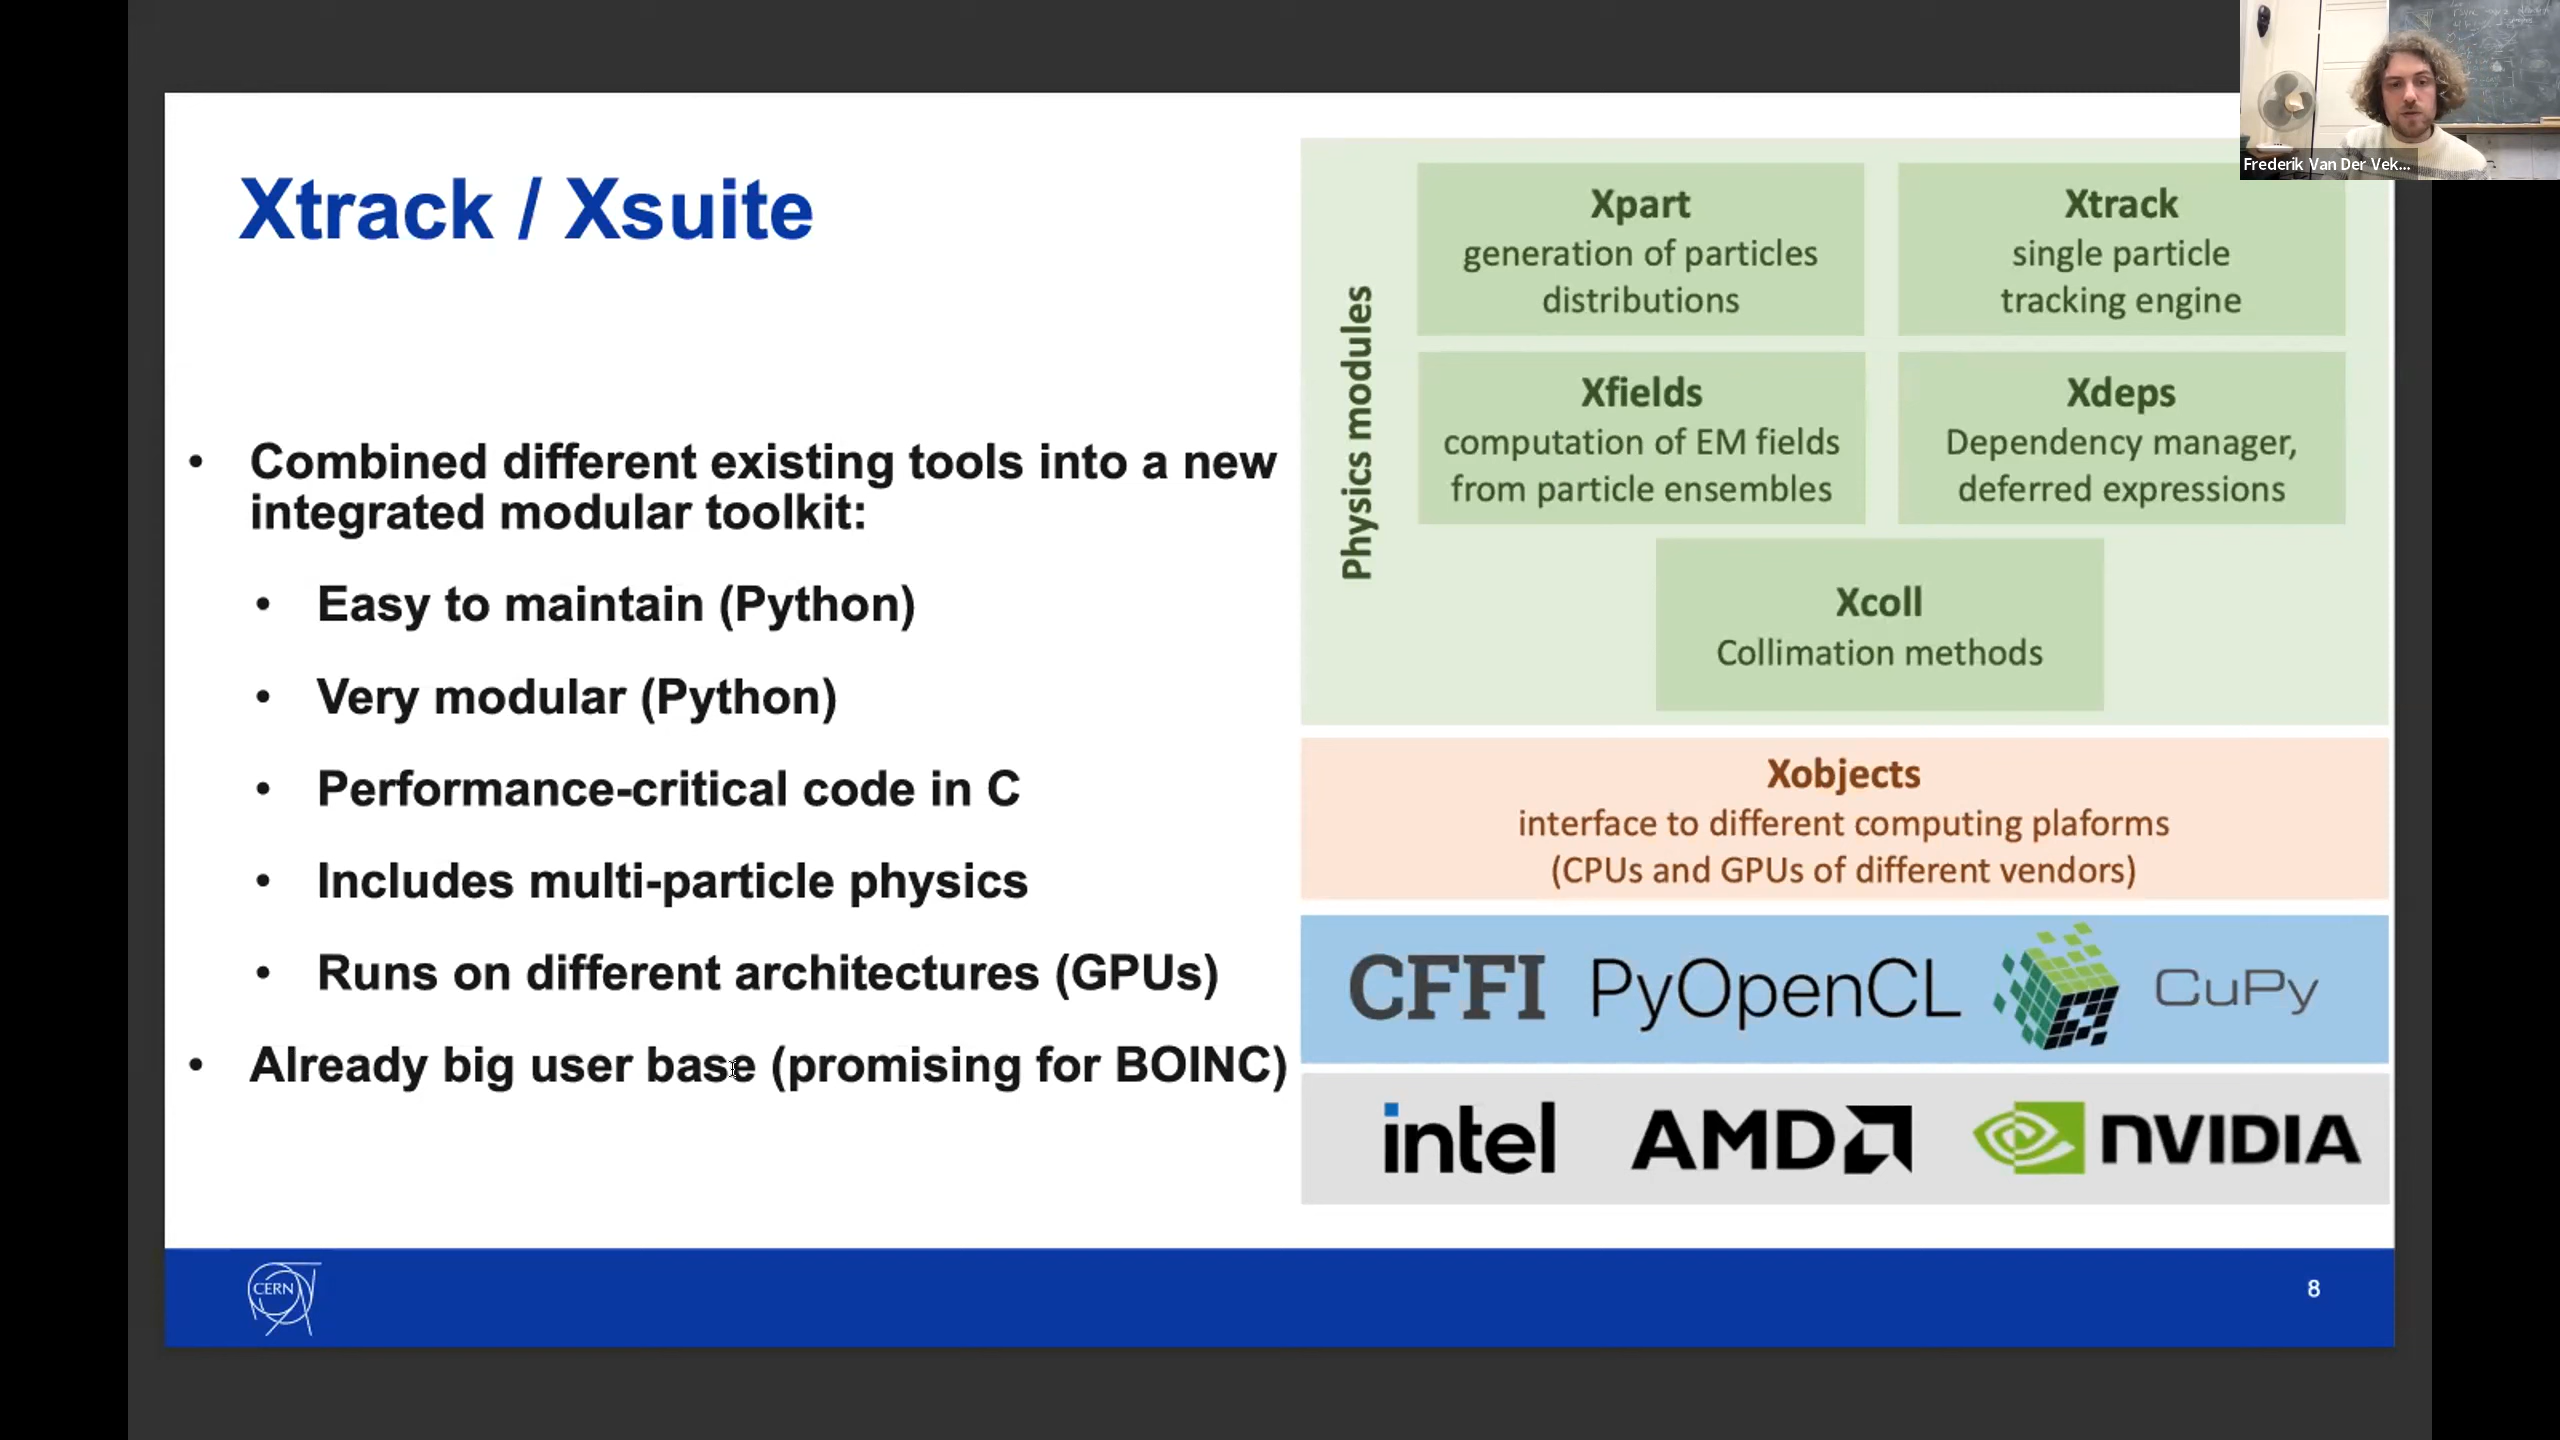 Xtrack / Xsuite
• Combined different existing tools into a new
integrated modular toolkit:
• Easy to maintain (Python)
• Very modular (Python)
• Performance-critical code in C
• Includes multi-particle physics
• Runs on different architectures (GPUs)
• Already big user base (promising for BOINC)
Physics modules
Xpart
generation of particles
distributions
Xtrack
single particle
tracking engine
Xfields
computation of EM fields
from particle ensembles
Xdeps
Dependency manager,
deferred expressions
Xcoll
Collimation methods
Xobjects
interface to different computing plaforms
(CPUs and GPUs of different vendors)
CFFI PyOpenCL CuPy
intel AMD NVIDIA
CERN
8
Frederik Van Der Vek...